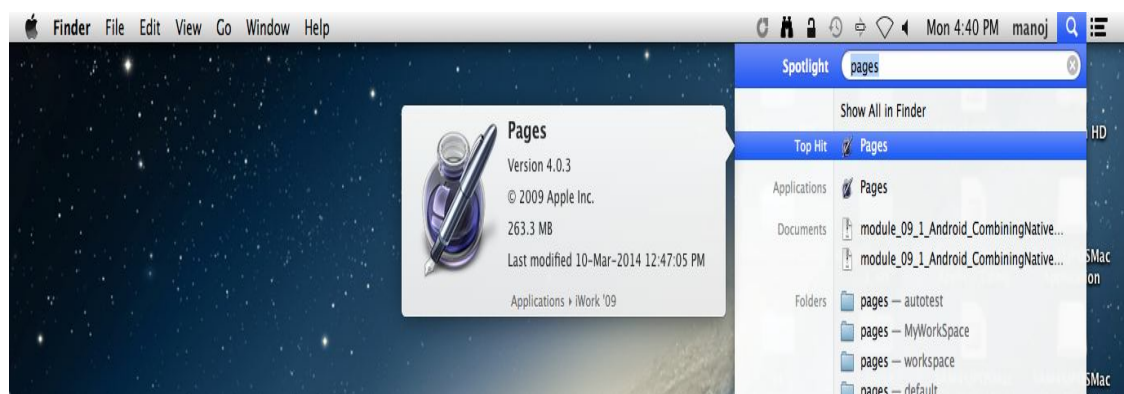 Finder File Edit View Go Window Help Mon 4:40 PM manoj
Spotlight pages
Show All in Finder
HD
Top Hit Pages
Applications Pages
Documents module_09_1_Android_CombiningNative...
module_09_1_Android_CombiningNative...
SMac
on
Folders pages — autotest
pages — MyWorkSpace
pages — workspace
pages — default
SMac
Pages
Version 4.0.3
© 2009 Apple Inc.
263.3 MB
Last modified 10-Mar-2014 12:47:05 PM
Applications ▸ iWork '09